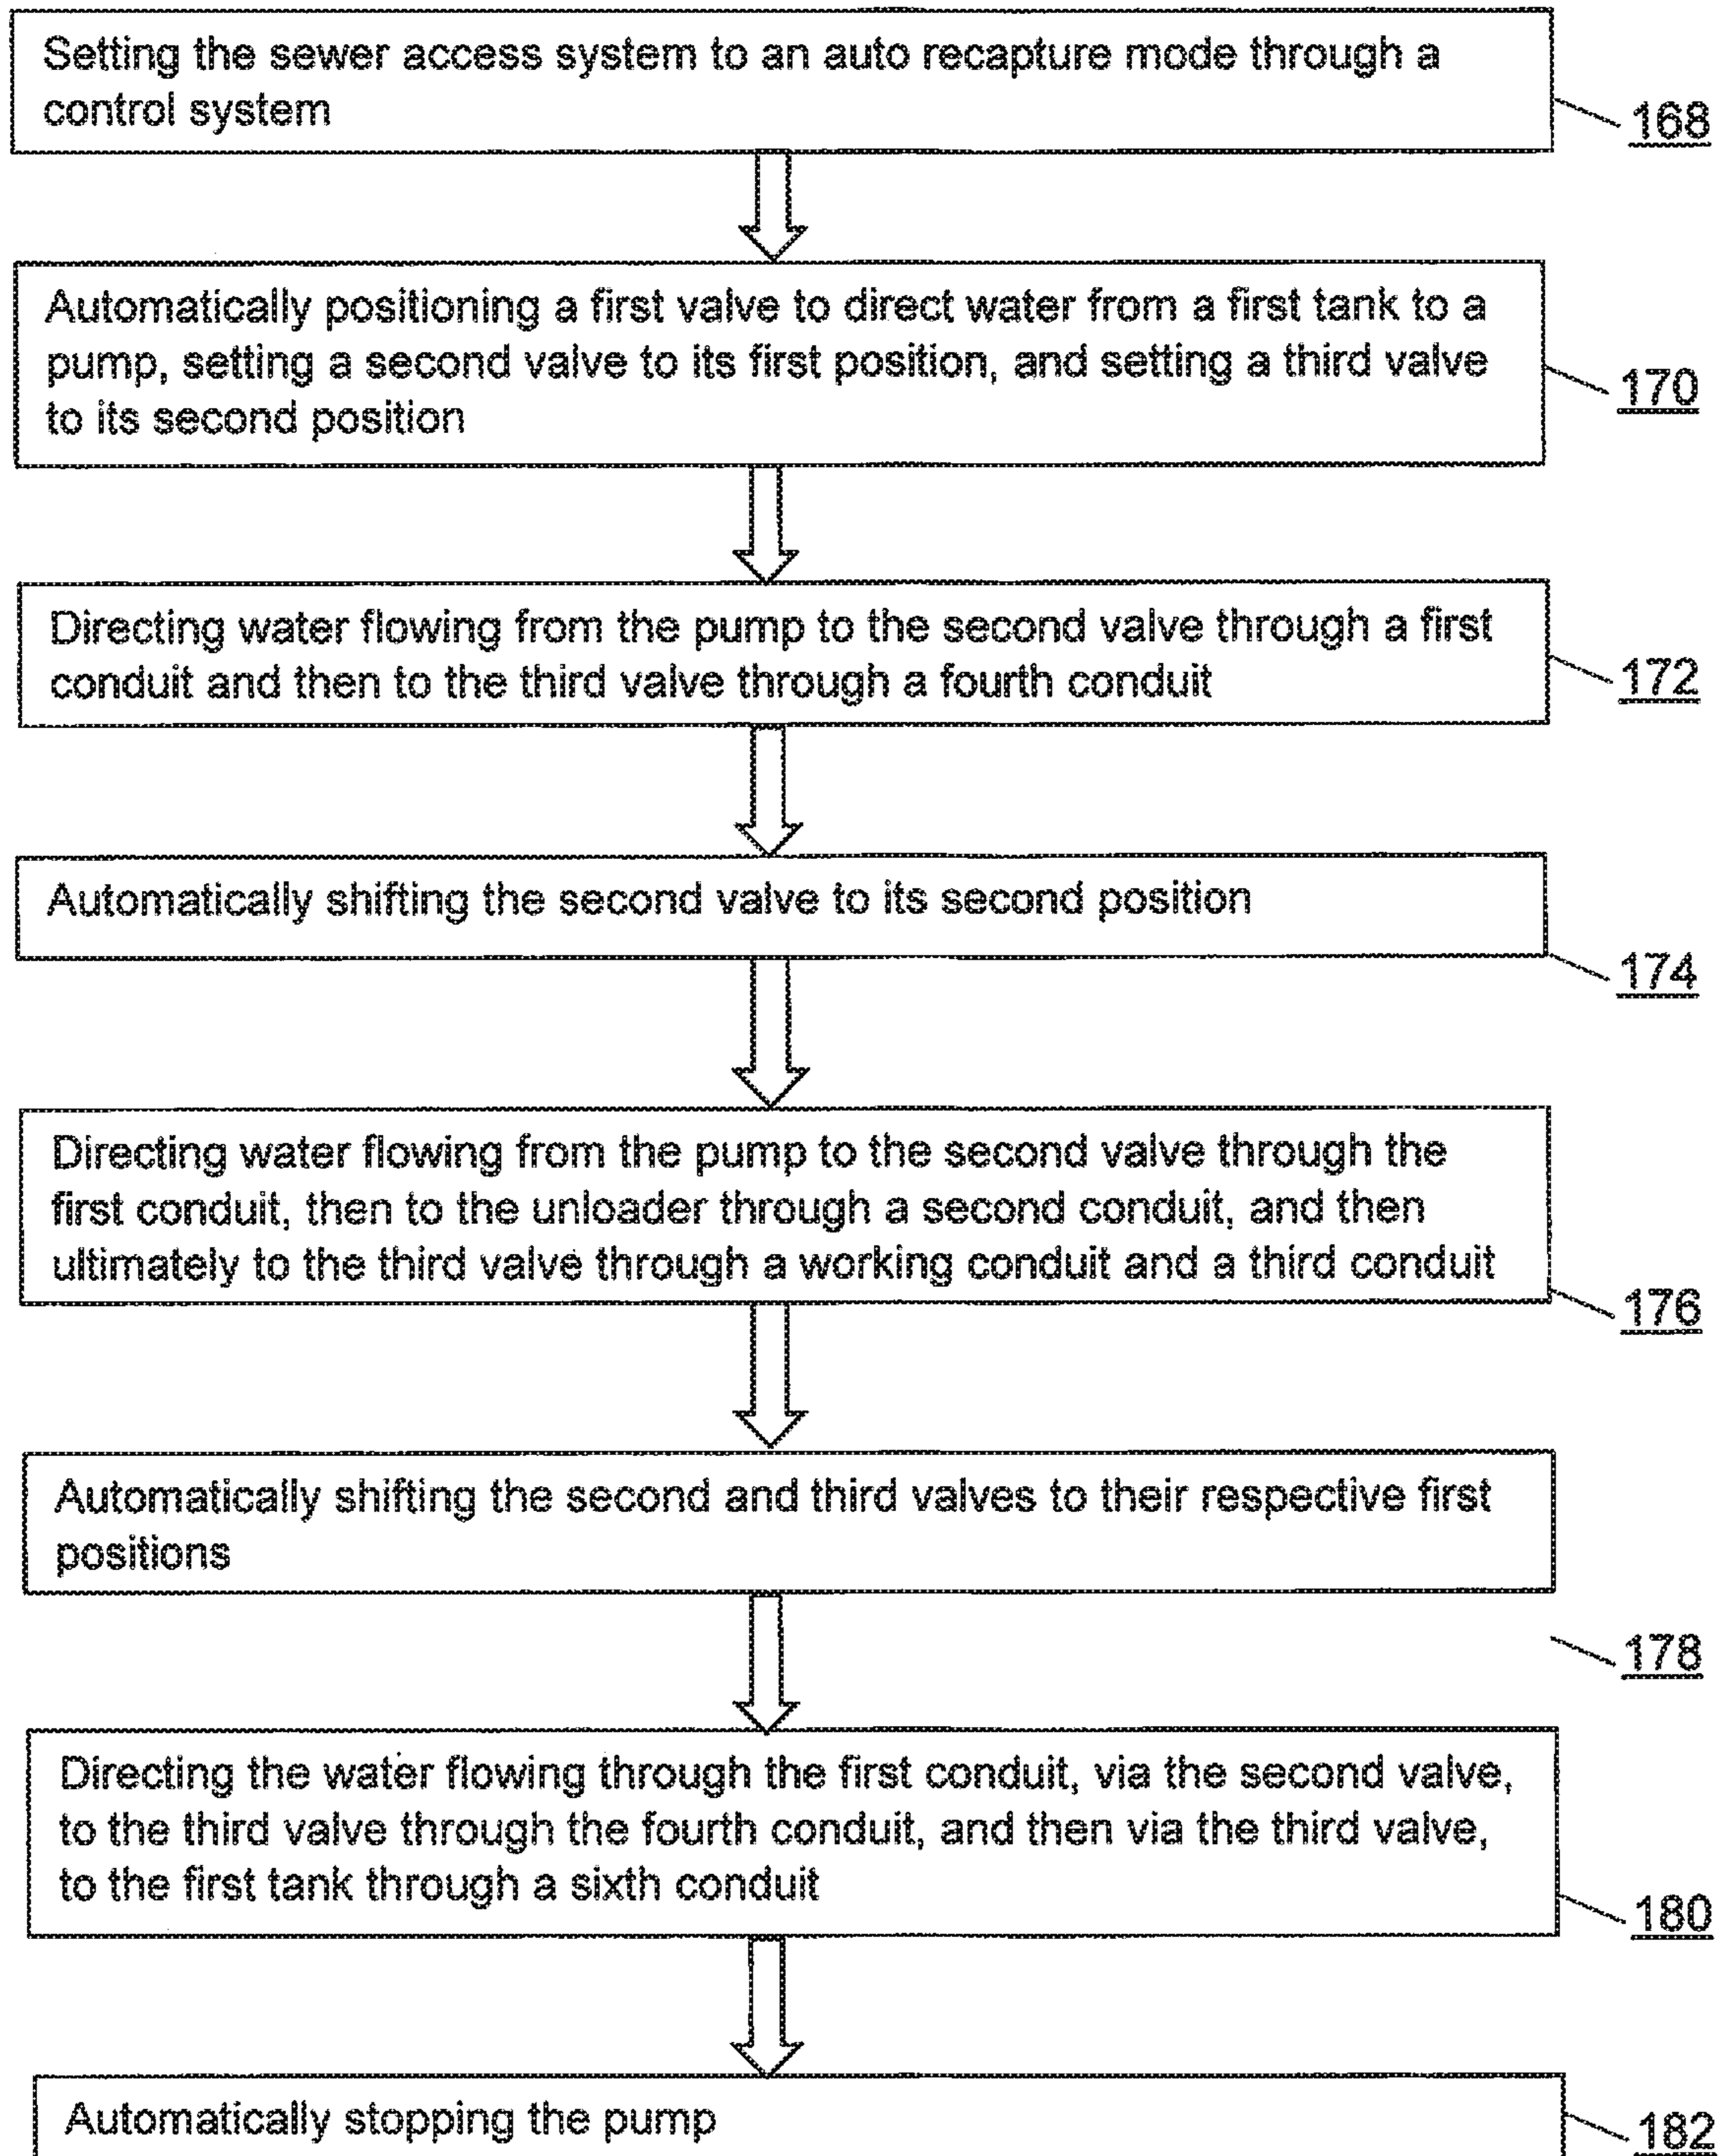 Setting the sewer access system to an auto recapture mode through a
control system
168
Automatically positioning a first valve to direct water from a first tank to a
pump, setting a second valve to its first position, and setting a third valve
to its second position
170
Directing water flowing from the pump to the second valve through a first
conduit and then to the third valve through a fourth conduit
172
Automatically shifting the second valve to its second position
174
Directing water flowing from the pump to the second valve through the
first conduit, then to the unloader through a second conduit, and then
ultimately to the third valve through a working conduit and a third conduit
176
Automatically shifting the second and third valves to their respective first
positions
178
Directing the water flowing through the first conduit, via the second valve,
to the third valve through the fourth conduit, and then via the third valve,
to the first tank through a sixth conduit
180
Automatically stopping the pump
182